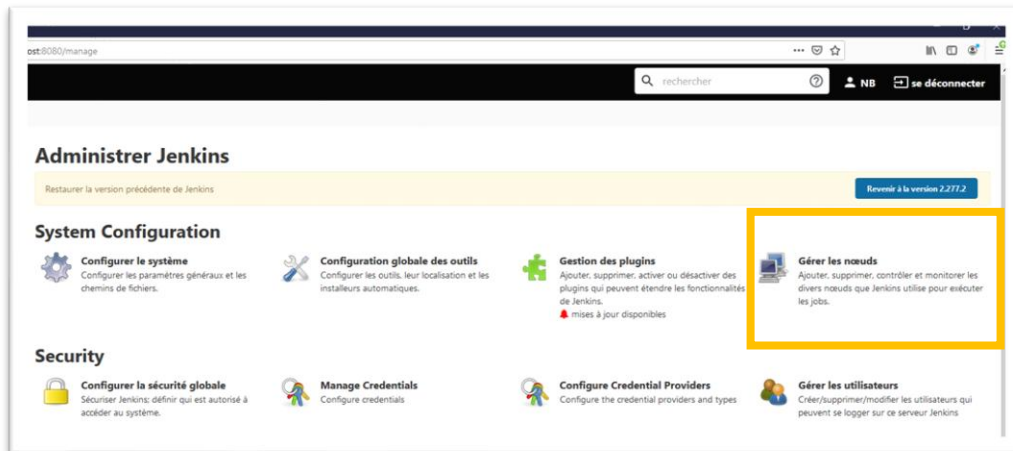 ost:8080/manage
rechercher
NB
se déconnecter
Administrer Jenkins
Restaurer la version précédente de Jenkins
Revenir à la version 2.277.2
System Configuration
Configurer le système
Configurer les paramètres généraux et les
chemins de fichiers.
Configuration globale des outils
Configurer les outils, leur localisation et les
installeurs automatiques.
Gestion des plugins
Ajouter, supprimer, activer ou désactiver des
plugins qui peuvent étendre les fonctionnalités
de Jenkins.
mises à jour disponibles
Gérer les nœuds
Ajouter, supprimer, contrôler et monitorer les
divers nœuds que Jenkins utilise pour exécuter
les jobs.
Security
Configurer la sécurité globale
Sécuriser Jenkins; définir qui est autorisé à
accéder au système.
Manage Credentials
Configure credentials
Configure Credential Providers
Configure the credential providers and types
Gérer les utilisateurs
Créer/supprimer/modifier les utilisateurs qui
peuvent se logger sur ce serveur Jenkins